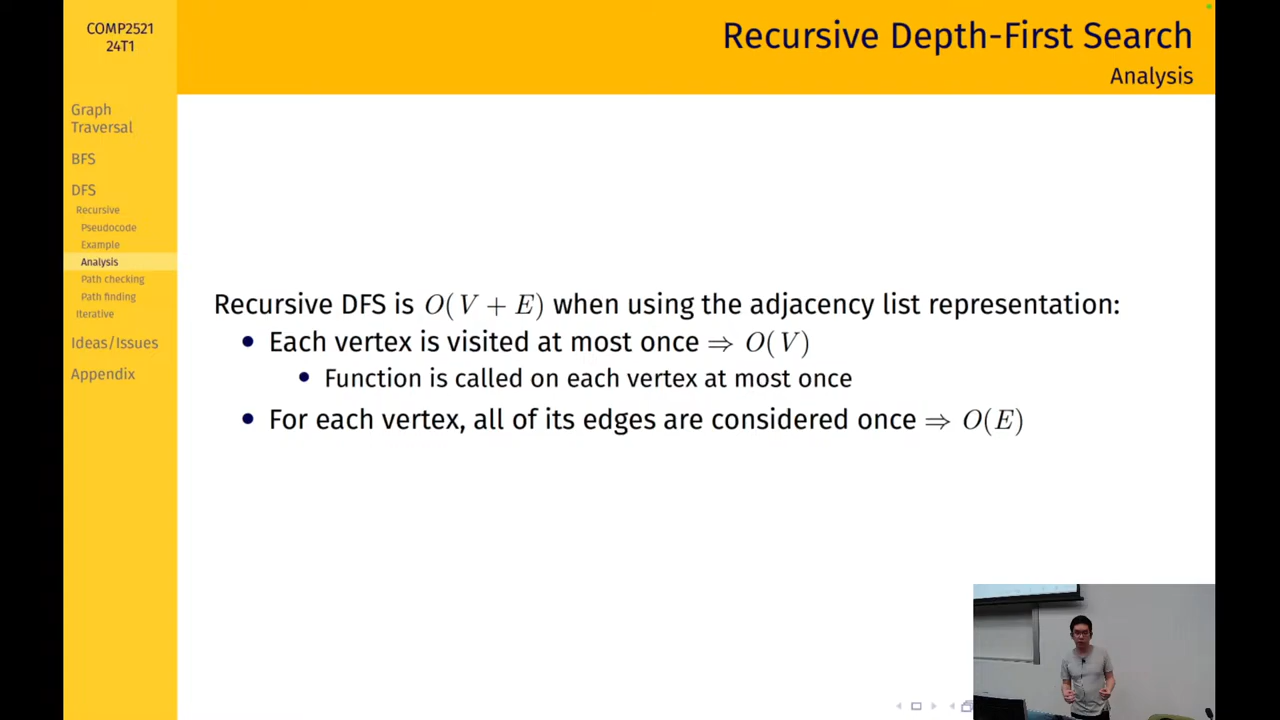 COMP2521
24T1
Recursive Depth-First Search
Analysis
Graph
Traversal
BFS
DFS
Recursive
Pseudocode
Example
Analysis
Path checking
Path finding
Iterative
Ideas/Issues
Appendix
Recursive DFS is O(V + E) when using the adjacency list representation:
• Each vertex is visited at most once ⇒ O(V)
• Function is called on each vertex at most once
• For each vertex, all of its edges are considered once ⇒ O(E)